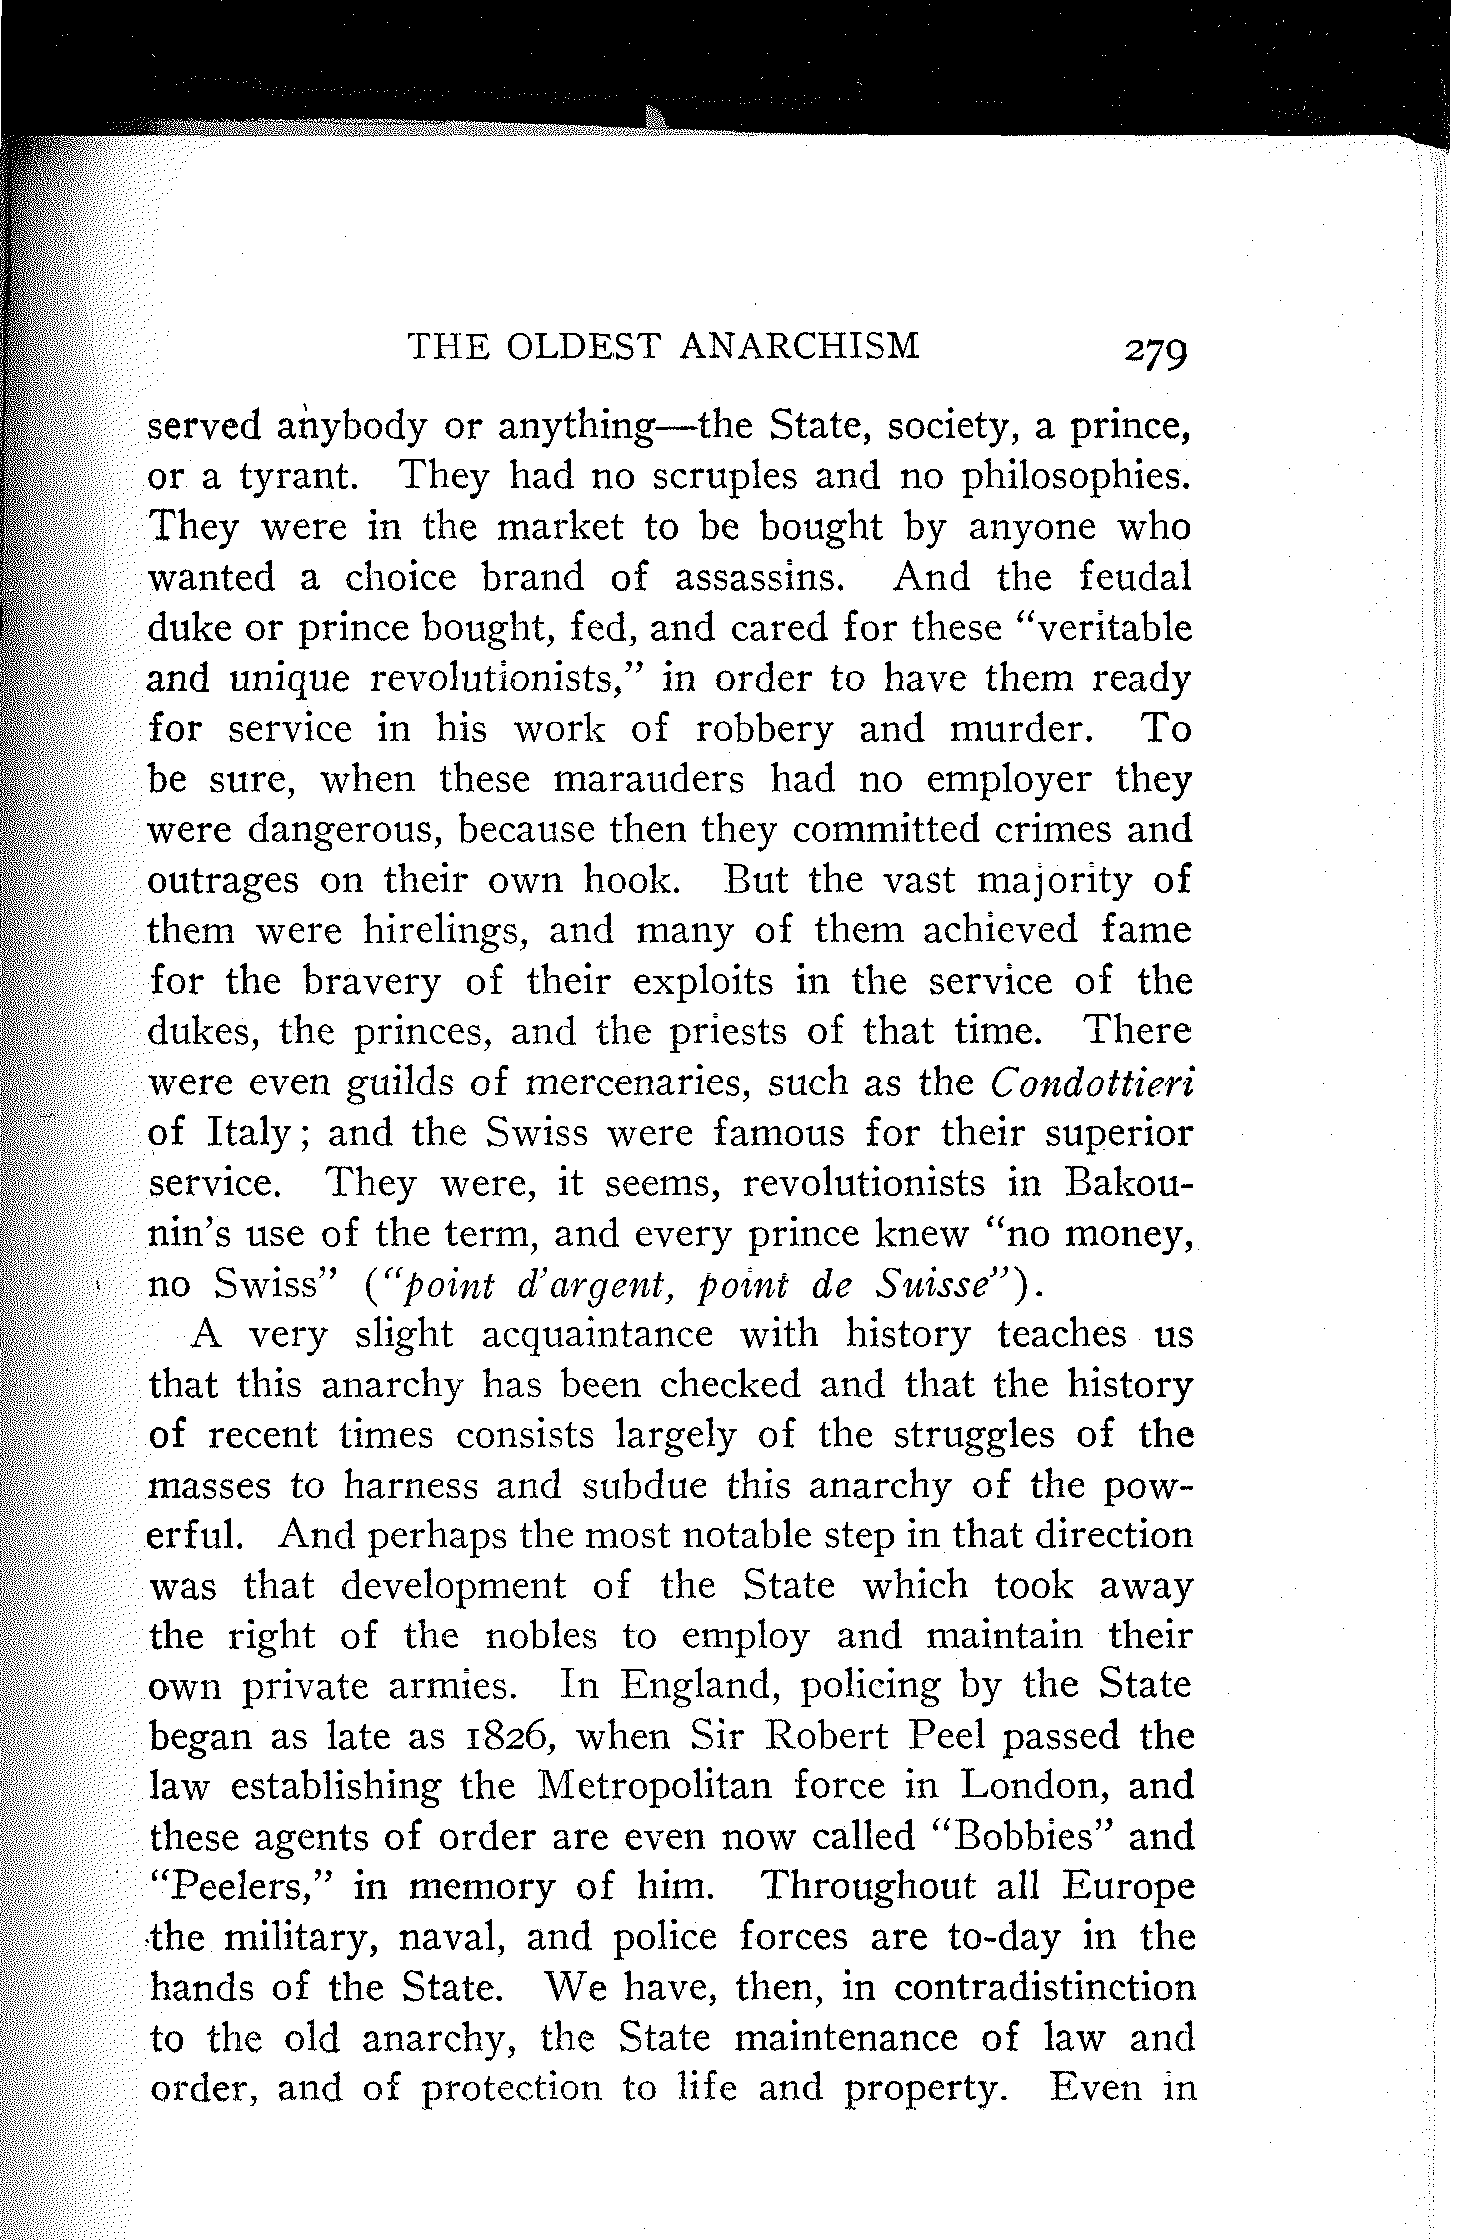 THE OLDEST ANARCHISM 279
served anybody or anything—the State, society, a prince,
or a tyrant. They had no scruples and no philosophies.
They were in the market to be bought by anyone who
wanted a choice brand of assassins. And the feudal
duke or prince bought, fed, and cared for these “veritable
and unique revolutionists,” in order to have them ready
for service in his work of robbery and murder. To
be sure, when these marauders had no employer they
were dangerous, because then they committed crimes and
outrages on their own hook. But the vast majority of
them were hirelings, and many of them achieved fame
for the bravery of their exploits in the service of the
dukes, the princes, and the priests of that time. There
were even guilds of mercenaries, such as the Condottieri
of Italy; and the Swiss were famous for their superior
service. They were, it seems, revolutionists in Bakou-
nin’s use of the term, and every prince knew “no money,
no Swiss” (“point d’argent, point de Suisse”).
A very slight acquaintance with history teaches us
that this anarchy has been checked and that the history
of recent times consists largely of the struggles of the
masses to harness and subdue this anarchy of the pow-
erful. And perhaps the most notable step in that direction
was that development of the State which took away
the right of the nobles to employ and maintain their
own private armies. In England, policing by the State
began as late as 1826, when Sir Robert Peel passed the
law establishing the Metropolitan force in London, and
these agents of order are even now called “Bobbies” and
“Peelers,” in memory of him. Throughout all Europe
the military, naval, and police forces are to-day in the
hands of the State. We have, then, in contradistinction
to the old anarchy, the State maintenance of law and
order, and of protection to life and property. Even in